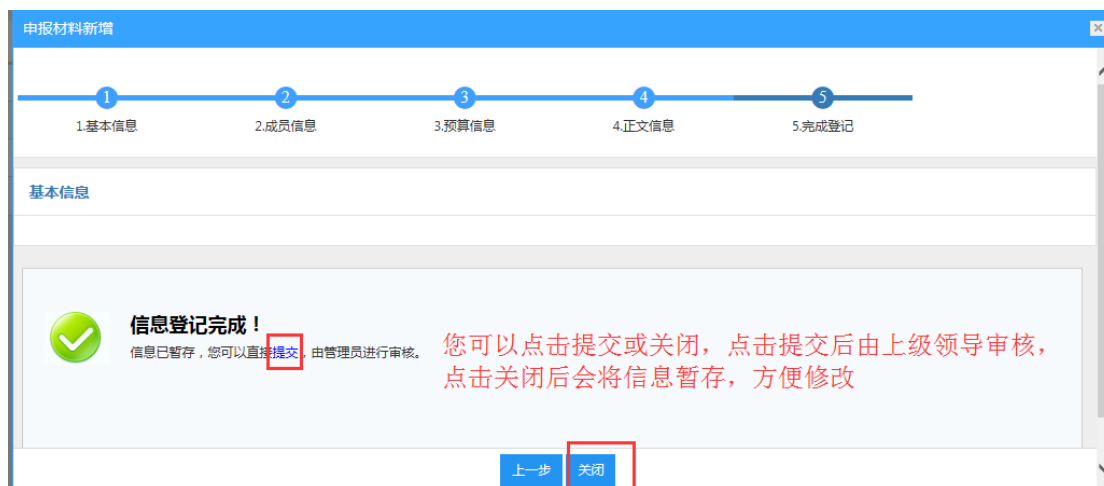 申报材料新增
1 2 3 4 5
1.基本信息 2.成员信息 3.预算信息 4.正文信息 5.完成登记
基本信息
信息登记完成！
信息已暂存，您可以直接提交，由管理员进行审核。
您可以点击提交或关闭，点击提交后由上级领导审核，
点击关闭后会将信息暂存，方便修改
上一步 关闭